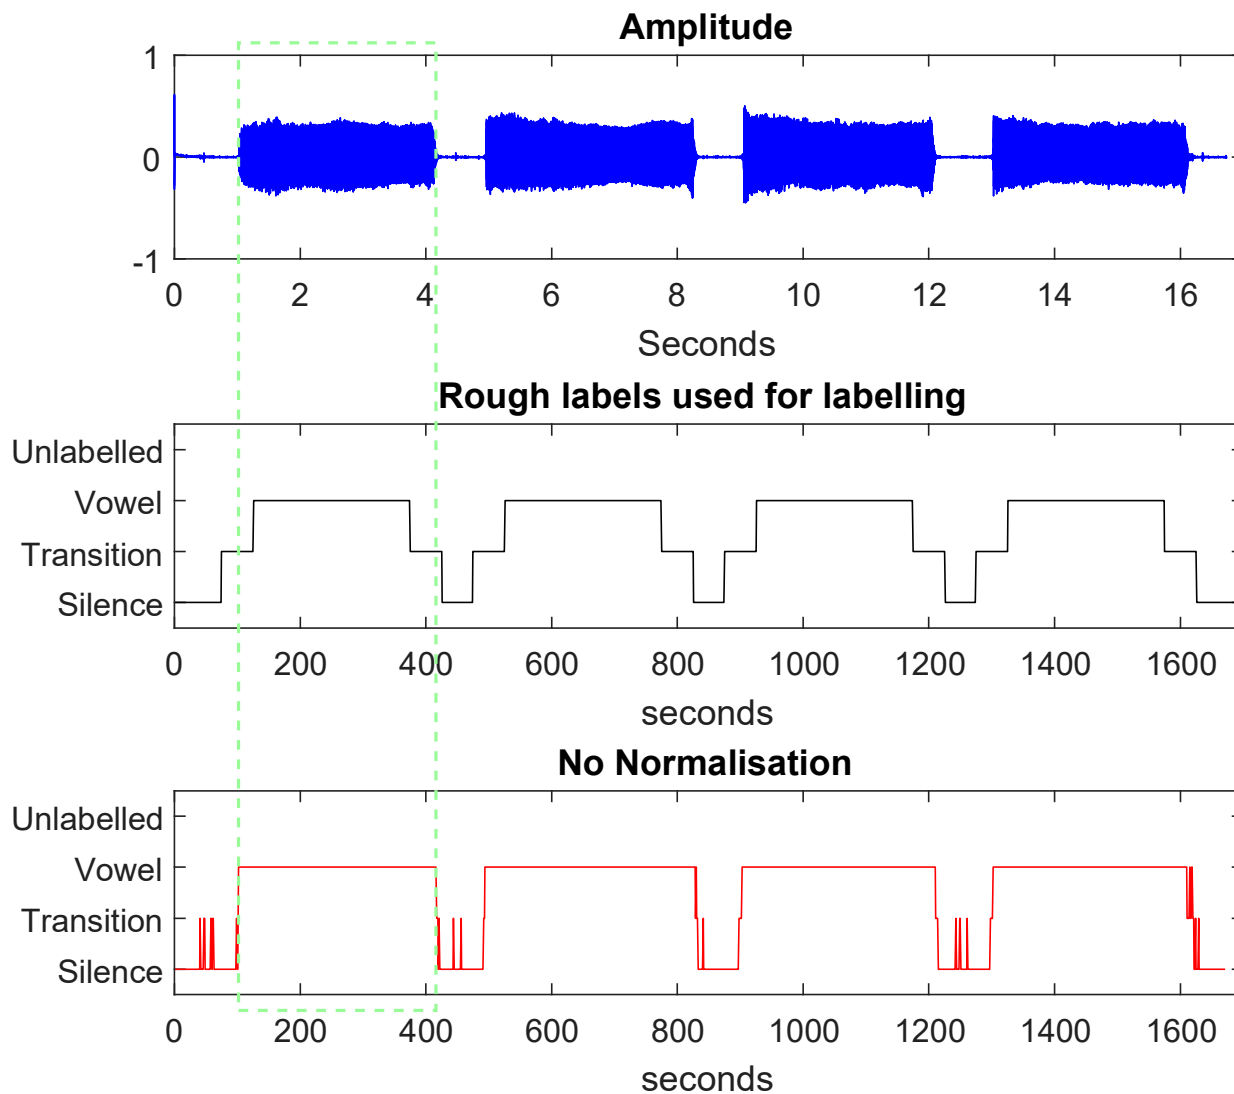 Amplitude
1
0
-1
0 2 4 6 8 10 12 14 16
Seconds
Rough labels used for labelling
Unlabelled
Vowel
Transition
Silence
0 200 400 600 800 1000 1200 1400 1600
seconds
No Normalisation
Unlabelled
Vowel
Transition
Silence
0 200 400 600 800 1000 1200 1400 1600
seconds